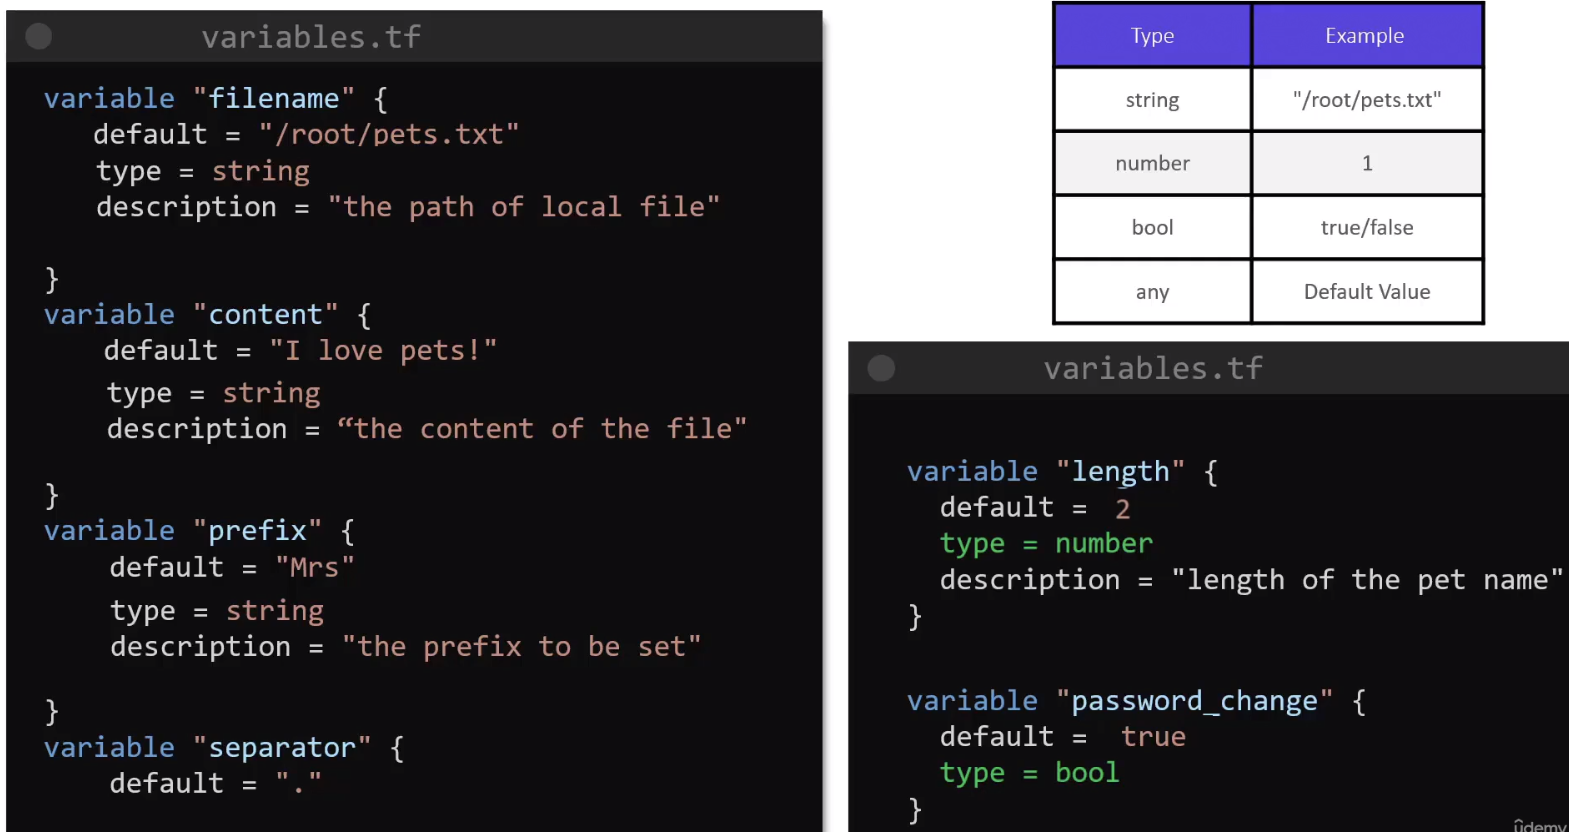 variables.tf
variable "filename" {
default = "/root/pets.txt"
type = string
description = "the path of local file"
}
variable "content" {
default = "I love pets!"
type = string
description = “the content of the file"
}
variable "prefix" {
default = "Mrs"
type = string
description = "the prefix to be set"
}
variable "separator" {
default = "."
Type Example
string "/root/pets.txt"
number 1
bool true/false
any Default Value
variables.tf
variable "length" {
default = 2
type = number
description = "length of the pet name"
}
variable "password_change" {
default = true
type = bool
}
ûdemy